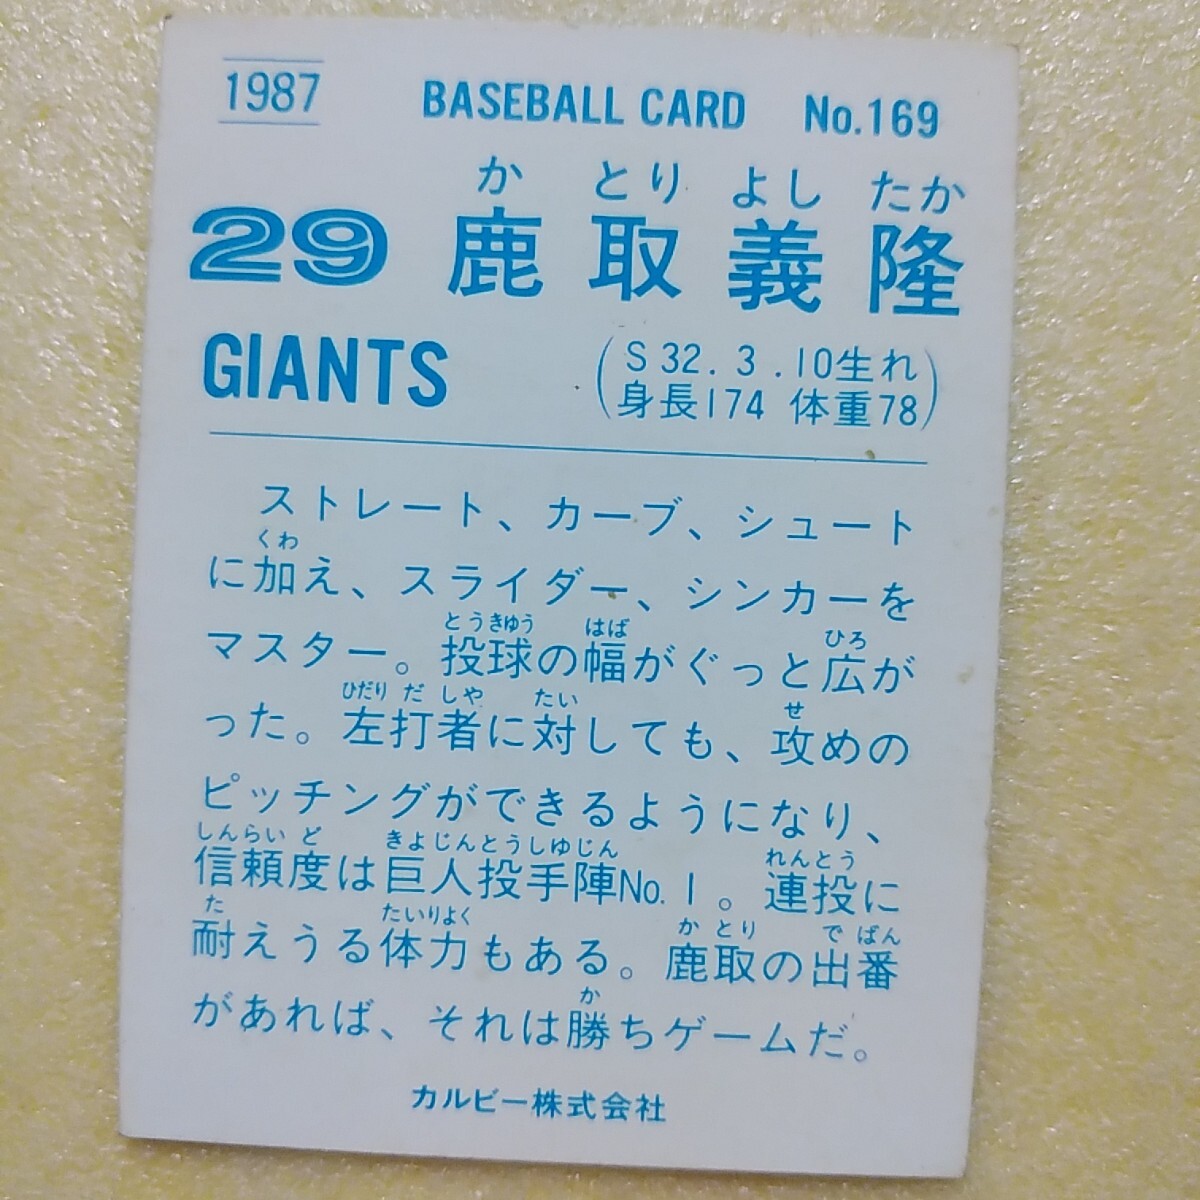 1987 BASEBALL CARD No.169
か とり よし たか
29 鹿取義隆
GIANTS
(S32.3.10生れ
身長174 体重78)
ストレート、カーブ、シュート
くわ
に加え、スライダー、シンカーを
とうきゆう はば ひろ
マスター。投球の幅がぐっと広が
ひだり だ しや たい せ
った。左打者に対しても、攻めの
ピッチングができるようになり、
しんらい ど きよじんとうしゆじん れんとう
信頼度は巨人投手陣No.1。連投に
た たいりよく か とり で ばん
耐えうる体力もある。鹿取の出番
か
があれば、それは勝ちゲームだ。
カルビー株式会社